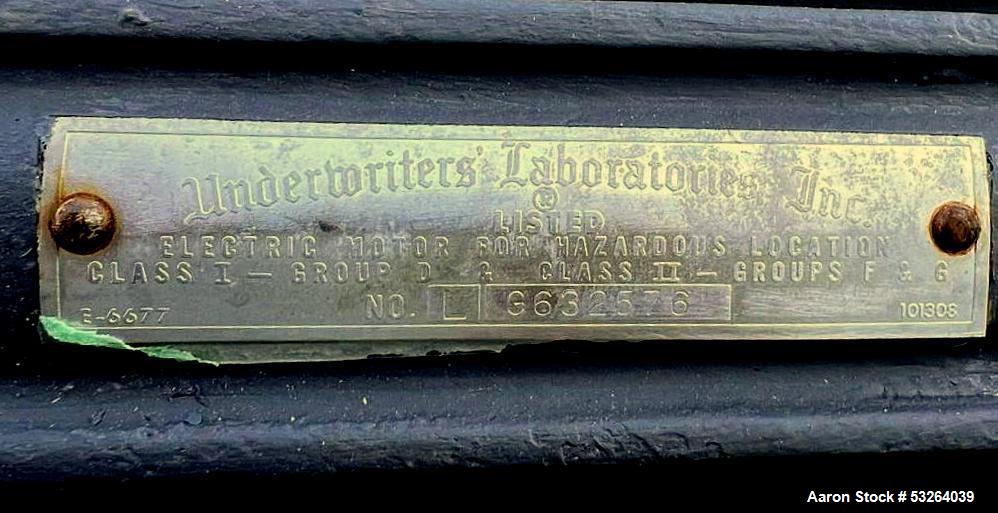 Underwriters' Laboratories, Inc.
®
LISTED
ELECTRIC MOTOR FOR HAZARDOUS LOCATION
CLASS I — GROUP D & CLASS II — GROUPS F & G
E-6677 NO. L G632576 101308
Aaron Stock # 53264039